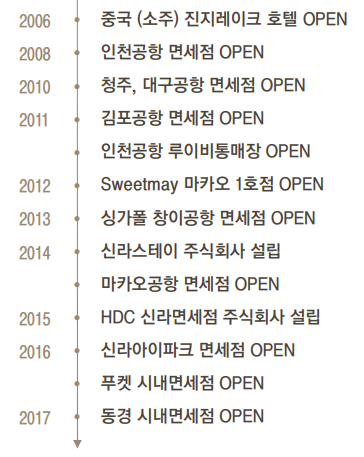 2006 중국 (소주) 진지레이크 호텔 OPEN
2008 인천공항 면세점 OPEN
2010 청주, 대구공항 면세점 OPEN
2011 김포공항 면세점 OPEN
인천공항 루이비통매장 OPEN
2012 Sweetmay 마카오 1호점 OPEN
2013 싱가폴 창이공항 면세점 OPEN
2014 신라스테이 주식회사 설립
마카오공항 면세점 OPEN
2015 HDC 신라면세점 주식회사 설립
2016 신라아이파크 면세점 OPEN
푸켓 시내면세점 OPEN
2017 동경 시내면세점 OPEN